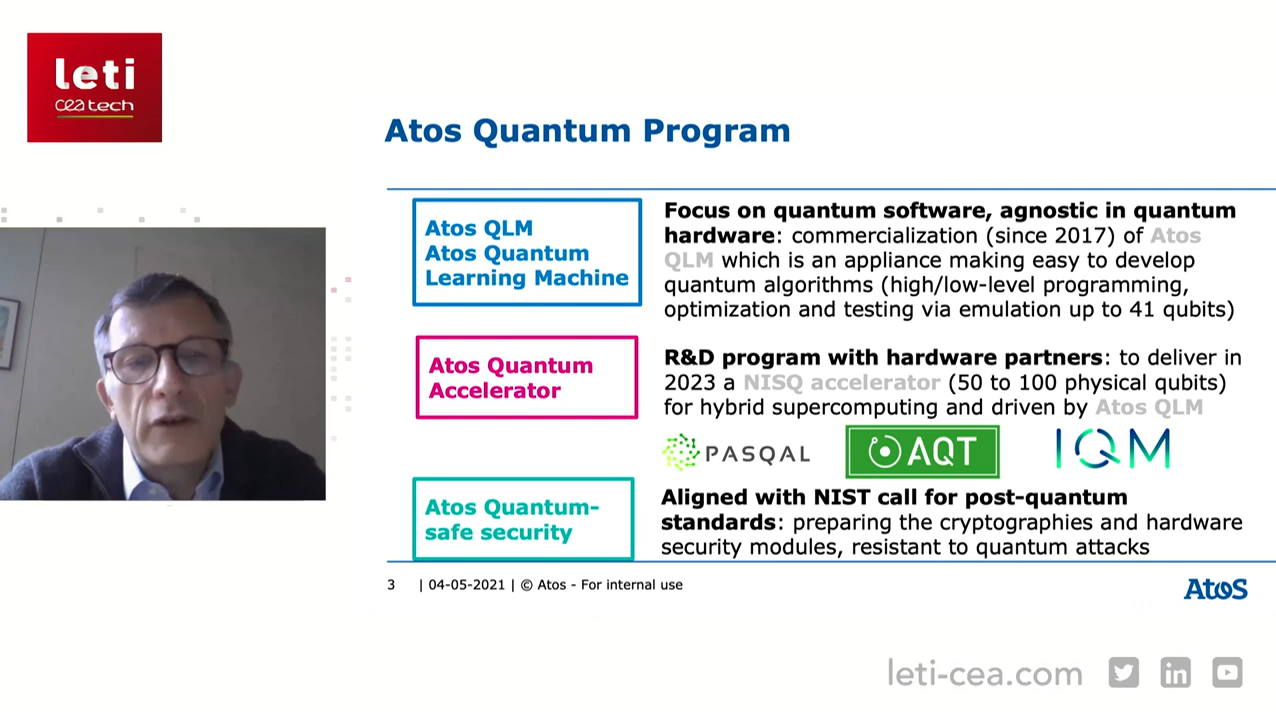 leti
cea tech
Atos Quantum Program
Atos QLM
Atos Quantum
Learning Machine
Focus on quantum software, agnostic in quantum
hardware: commercialization (since 2017) of Atos
QLM which is an appliance making easy to develop
quantum algorithms (high/low-level programming,
optimization and testing via emulation up to 41 qubits)
Atos Quantum
Accelerator
R&D program with hardware partners: to deliver in
2023 a NISQ accelerator (50 to 100 physical qubits)
for hybrid supercomputing and driven by Atos QLM
PASQAL
AQT
IQM
Atos Quantum-
safe security
Aligned with NIST call for post-quantum
standards: preparing the cryptographies and hardware
security modules, resistant to quantum attacks
3 | 04-05-2021 | © Atos - For internal use
Atos
leti-cea.com
in